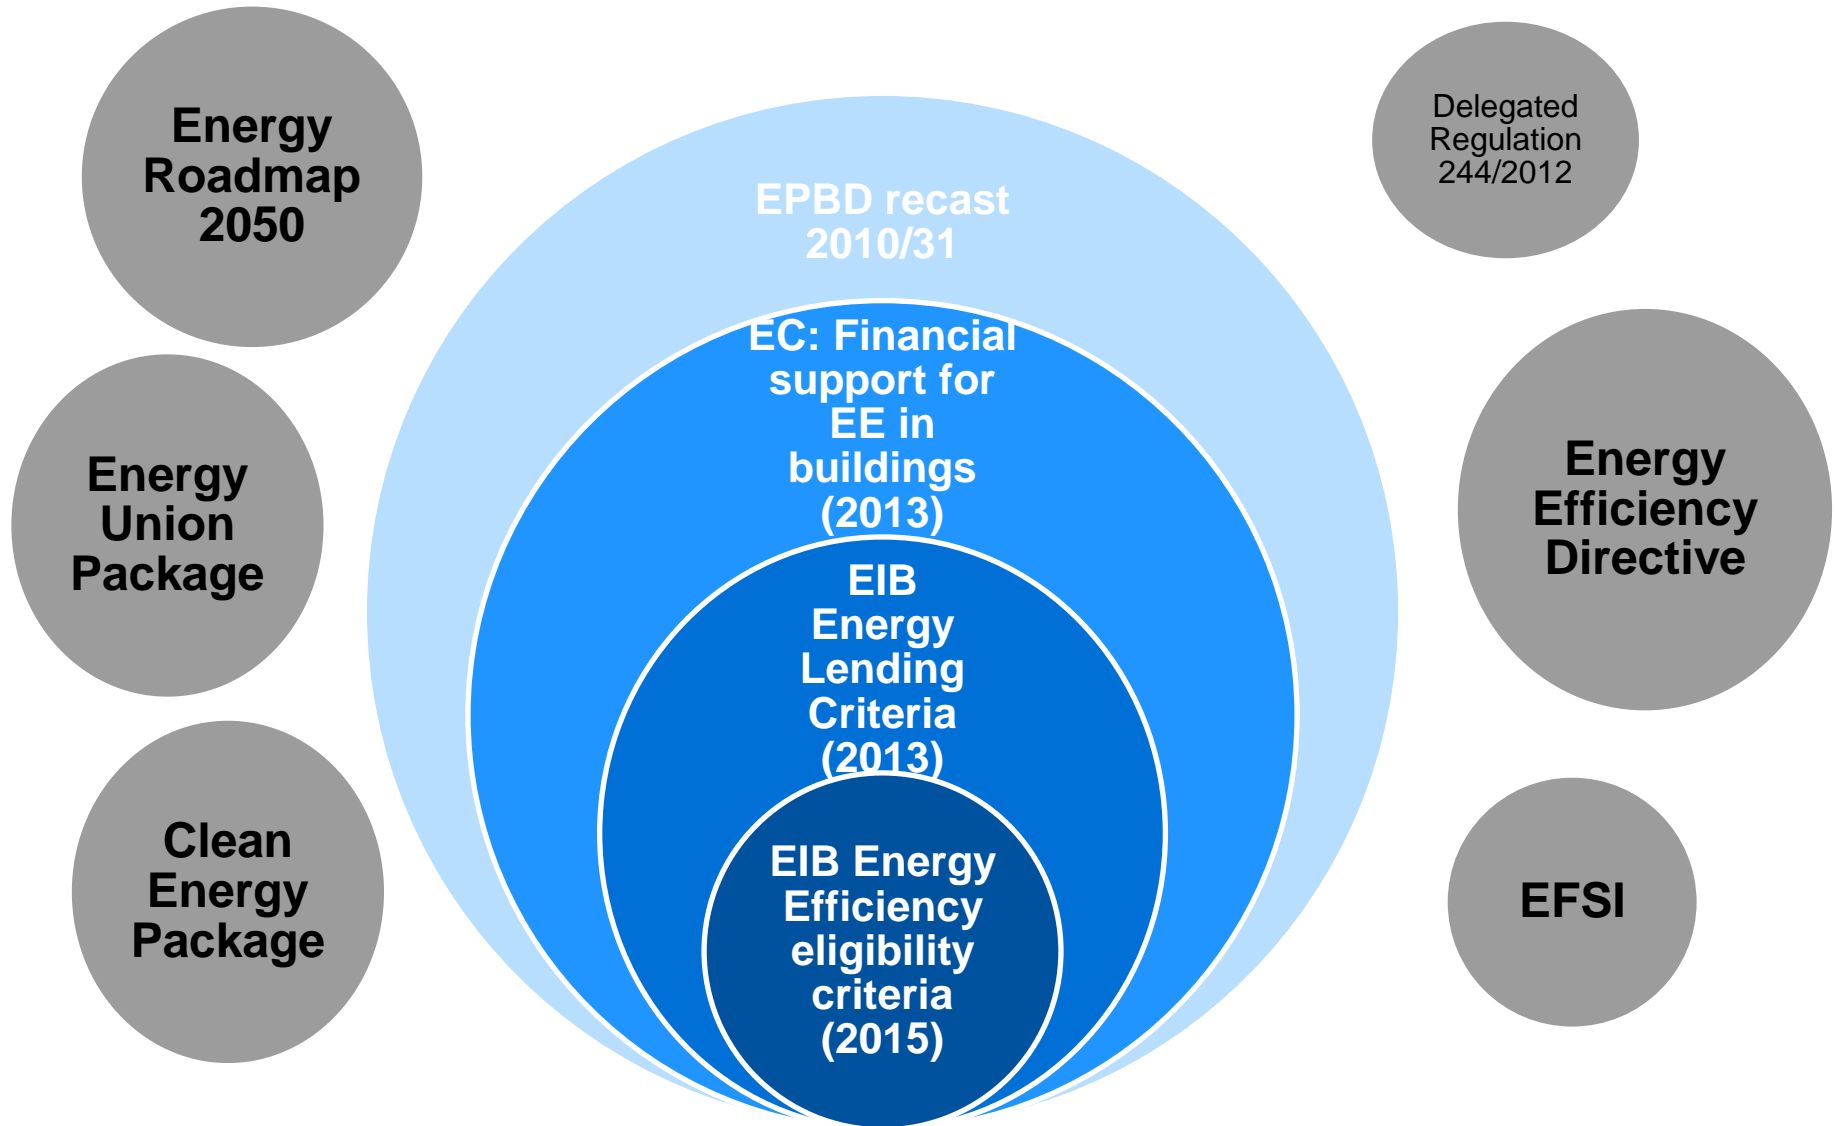 Energy
Roadmap
2050
Energy
Union
Package
Clean
Energy
Package
EPBD recast
2010/31
EC: Financial
support for
EE in
buildings
(2013)
EIB
Energy
Lending
Criteria
(2013)
EIB Energy
Efficiency
eligibility
criteria
(2015)
Delegated
Regulation
244/2012
Energy
Efficiency
Directive
EFSI